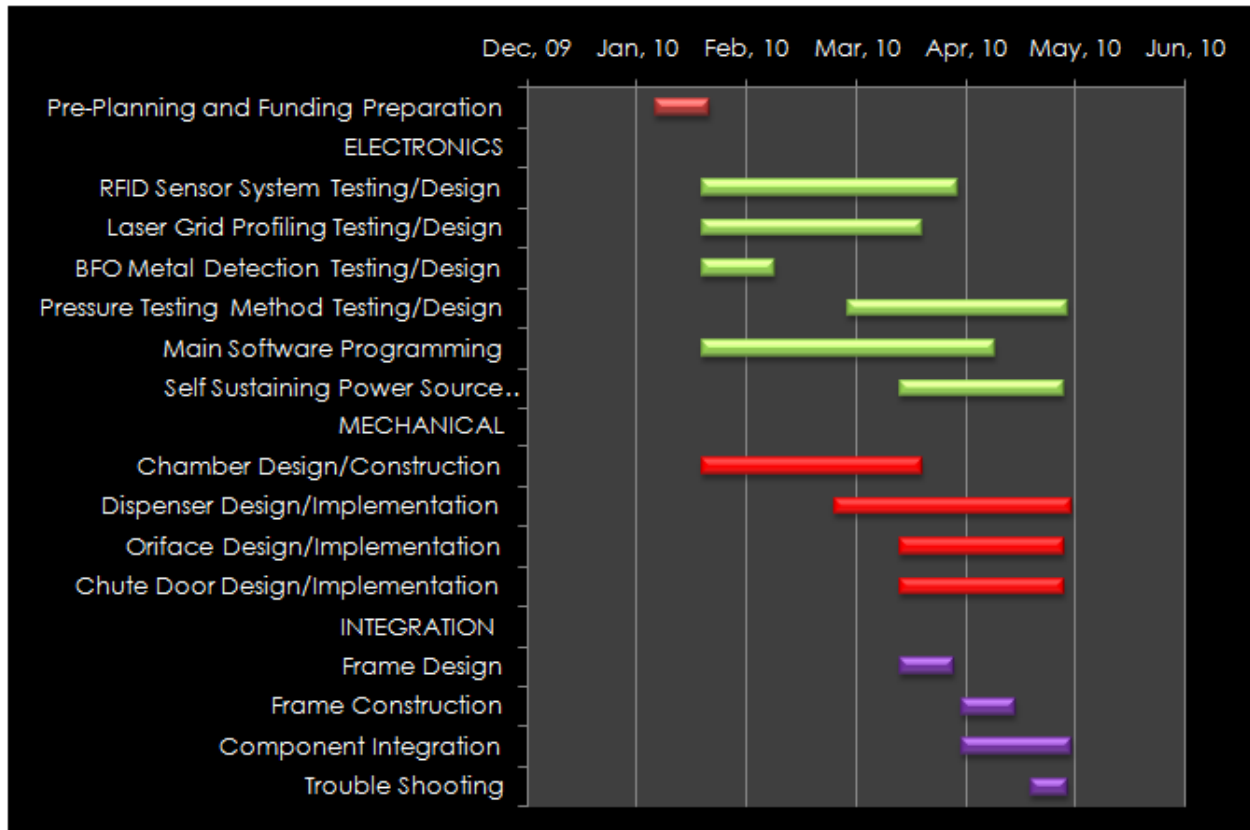 Dec, 09 Jan, 10 Feb, 10 Mar, 10 Apr, 10 May, 10 Jun, 10
Pre-Planning and Funding Preparation
ELECTRONICS
RFID Sensor System Testing/Design
Laser Grid Profiling Testing/Design
BFO Metal Detection Testing/Design
Pressure Testing Method Testing/Design
Main Software Programming
Self Sustaining Power Source..
MECHANICAL
Chamber Design/Construction
Dispenser Design/Implementation
Oriface Design/Implementation
Chute Door Design/Implementation
INTEGRATION
Frame Design
Frame Construction
Component Integration
Trouble Shooting